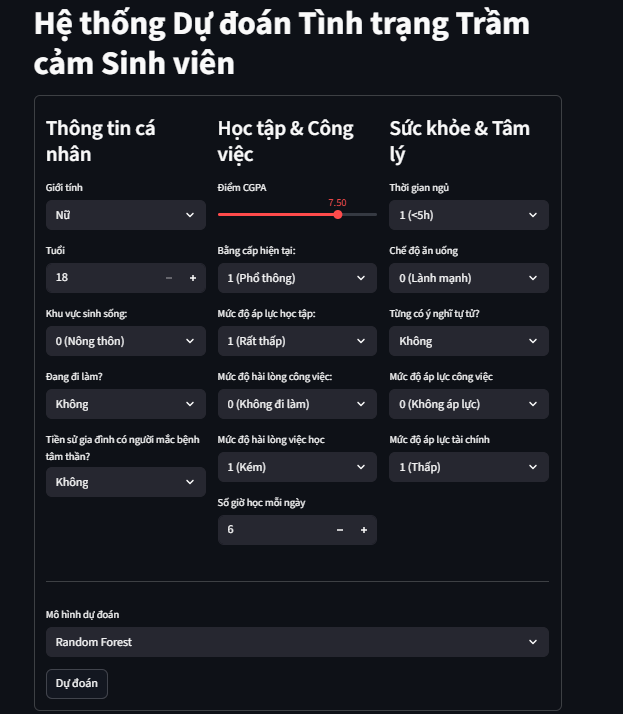 Hệ thống Dự đoán Tình trạng Trầm
cảm Sinh viên
Thông tin cá
nhân
Giới tính
Nữ
Tuổi
18
Khu vực sinh sống:
0 (Nông thôn)
Đang đi làm?
Không
Tiền sử gia đình có người mắc bệnh
tâm thần?
Không
Học tập & Công
việc
Điểm CGPA
7.50
Bằng cấp hiện tại:
1 (Phổ thông)
Mức độ áp lực học tập:
1 (Rất thấp)
Mức độ hài lòng công việc:
0 (Không đi làm)
Mức độ hài lòng việc học
1 (Kém)
Số giờ học mỗi ngày
6
Sức khỏe & Tâm
lý
Thời gian ngủ
1 (<5h)
Chế độ ăn uống
0 (Lành mạnh)
Từng có ý nghĩ tự tử?
Không
Mức độ áp lực công việc
0 (Không áp lực)
Mức độ áp lực tài chính
1 (Thấp)
Mô hình dự đoán
Random Forest
Dự đoán